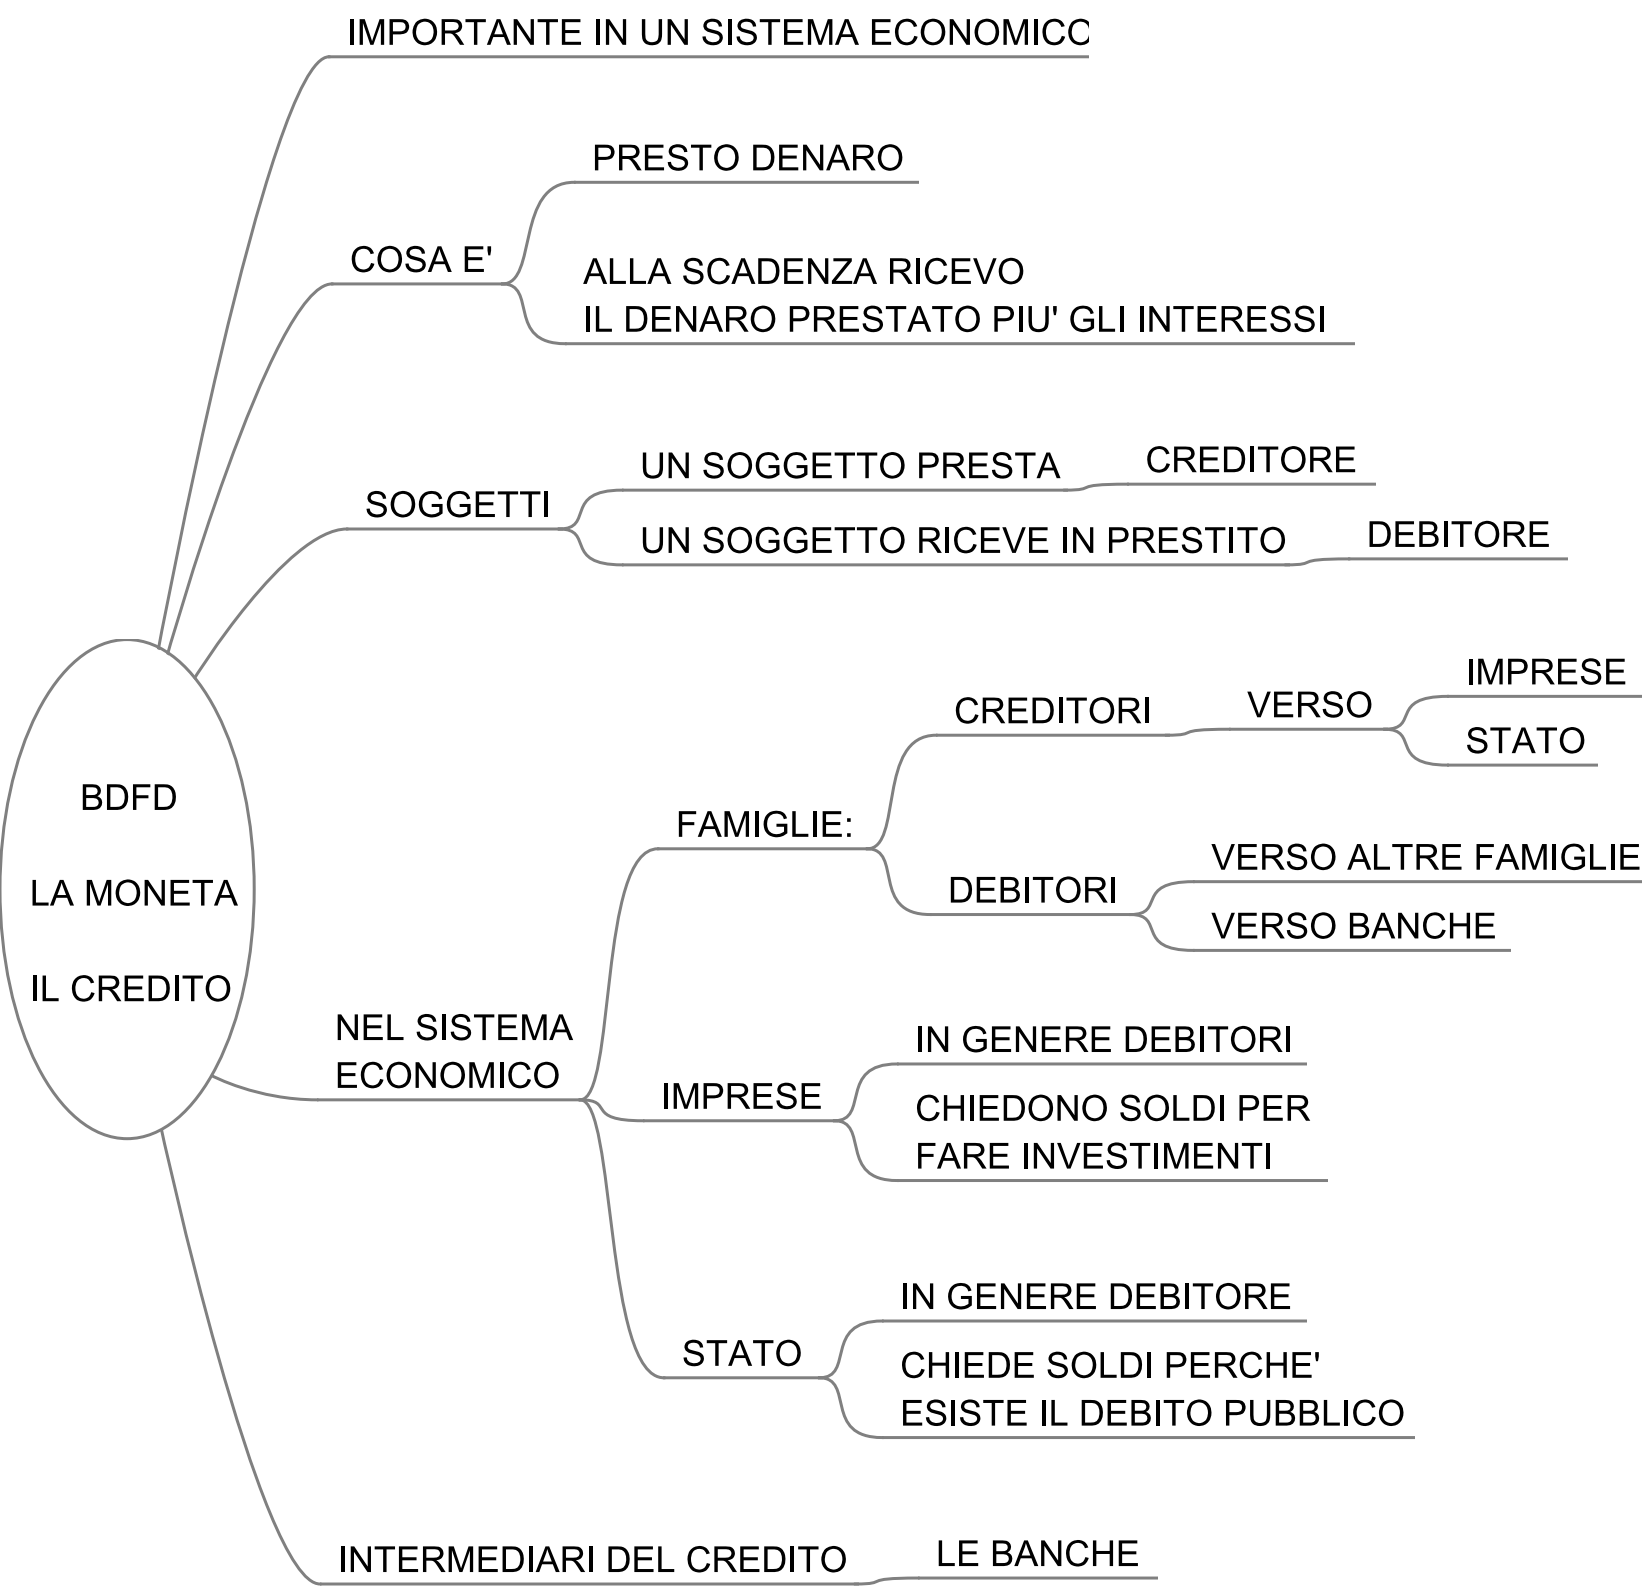 IMPORTANTE IN UN SISTEMA ECONOMICO
PRESTO DENARO
COSA E'
ALLA SCADENZA RICEVO
IL DENARO PRESTATO PIU' GLI INTERESSI
UN SOGGETTO PRESTA
CREDITORE
SOGGETTI
UN SOGGETTO RICEVE IN PRESTITO
DEBITORE
BDFD
LA MONETA
IL CREDITO
NEL SISTEMA
ECONOMICO
FAMIGLIE:
CREDITORI
VERSO
IMPRESE
STATO
DEBITORI
VERSO ALTRE FAMIGLIE
VERSO BANCHE
IMPRESE
IN GENERE DEBITORI
CHIEDONO SOLDI PER
FARE INVESTIMENTI
STATO
IN GENERE DEBITORE
CHIEDE SOLDI PERCHE'
ESISTE IL DEBITO PUBBLICO
INTERMEDIARI DEL CREDITO
LE BANCHE